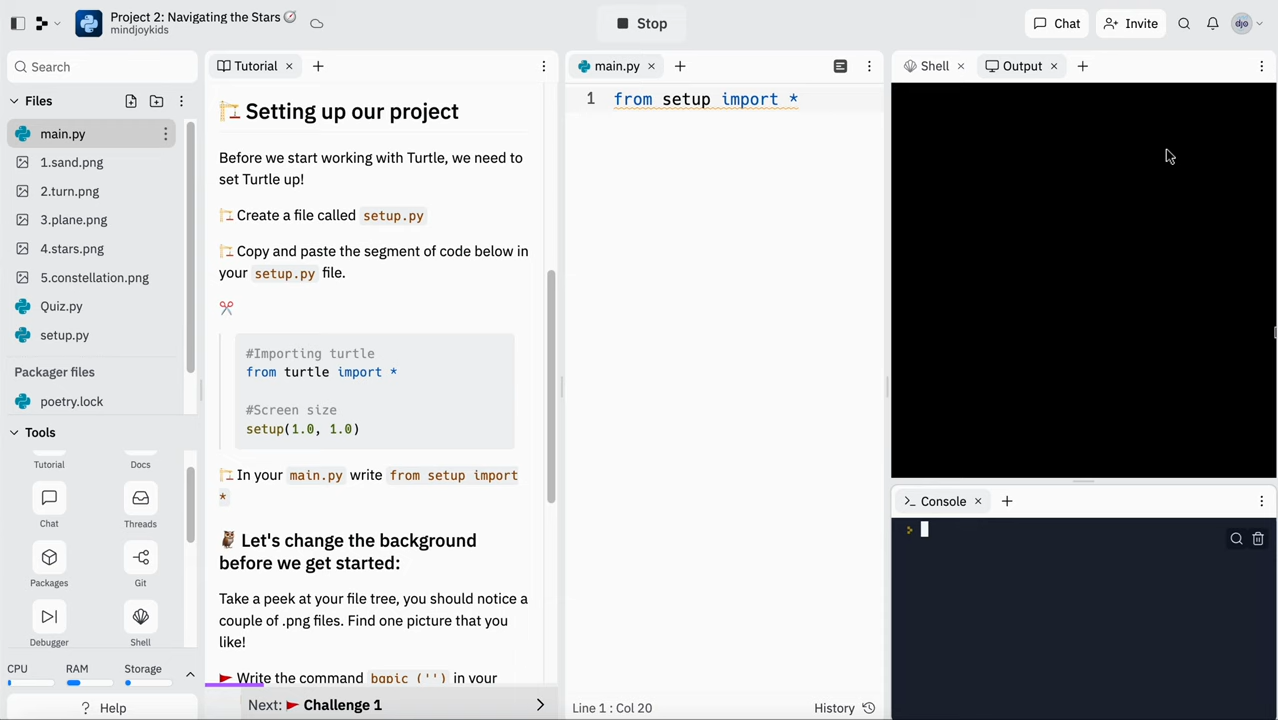 Project 2: Navigating the Stars
mindjoykids
Stop
Chat
Invite
djo
Search
Files
main.py
1.sand.png
2.turn.png
3.plane.png
4.stars.png
5.constellation.png
Quiz.py
setup.py
Packager files
poetry.lock
Tools
Tutorial
Docs
Chat
Threads
Packages
Git
Debugger
Shell
CPU
RAM
Storage
? Help
Tutorial
Setting up our project
Before we start working with Turtle, we need to
set Turtle up!
Create a file called setup.py
Copy and paste the segment of code below in
your setup.py file.
#Importing turtle
from turtle import *
#Screen size
setup(1.0, 1.0)
In your main.py write from setup import
*
Let's change the background
before we get started:
Take a peek at your file tree, you should notice a
couple of .png files. Find one picture that you
like!
Write the command bgpic ('') in your
Next: Challenge 1
main.py
1 from setup import *
Line 1 : Col 20
History
Shell
Output
Console